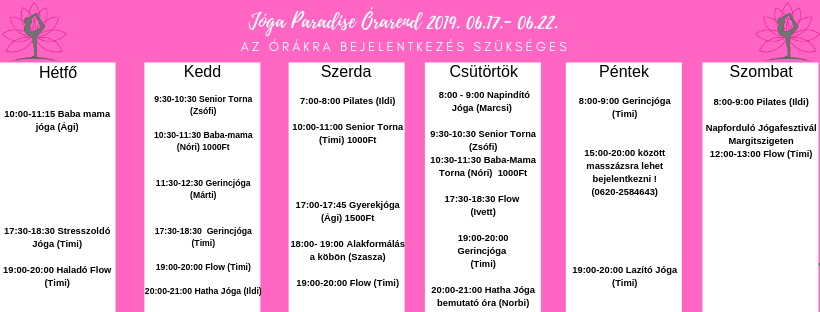 Jóga Paradise Órarend 2019. 06.17.- 06.22.
AZ ÓRÁKRA BEJELENTKEZÉS SZÜKSÉGES
Hétfő
10:00-11:15 Baba mama
jóga (Ági)
17:30-18:30 Stresszoldó
Jóga (Timi)
19:00-20:00 Haladó Flow
(Timi)
Kedd
9:30-10:30 Senior Torna
(Zsófi)
10:30-11:30 Baba-mama
(Nóri) 1000Ft
11:30-12:30 Gerincjóga
(Márti)
17:30-18:30 Gerincjóga
(Timi)
19:00-20:00 Flow (Timi)
20:00-21:00 Hatha Jóga (Ildi)
Szerda
7:00-8:00 Pilates (Ildi)
10:00-11:00 Senior Torna
(Timi) 1000Ft
17:00-17:45 Gyerekjóga
(Ági) 1500Ft
18:00- 19:00 Alakformálás
a köbön (Szasza)
19:00-20:00 Flow (Timi)
Csütörtök
8:00 - 9:00 Napindító
Jóga (Marcsi)
9:30-10:30 Senior Torna
(Zsófi)
10:30-11:30 Baba-Mama
Torna (Nóri) 1000Ft
17:30-18:30 Flow
(Ivett)
19:00-20:00
Gerincjóga
(Timi)
20:00-21:00 Hatha Jóga
bemutató óra (Norbi)
Péntek
8:00-9:00 Gerincjóga
(Timi)
15:00-20:00 között
masszázsra lehet
bejelentkezni !
(0620-2584643)
19:00-20:00 Lazító Jóga
(Timi)
Szombat
8:00-9:00 Pilates (Ildi)
Napforduló Jógafesztivál
Margitszigeten
12:00-13:00 Flow (Timi)